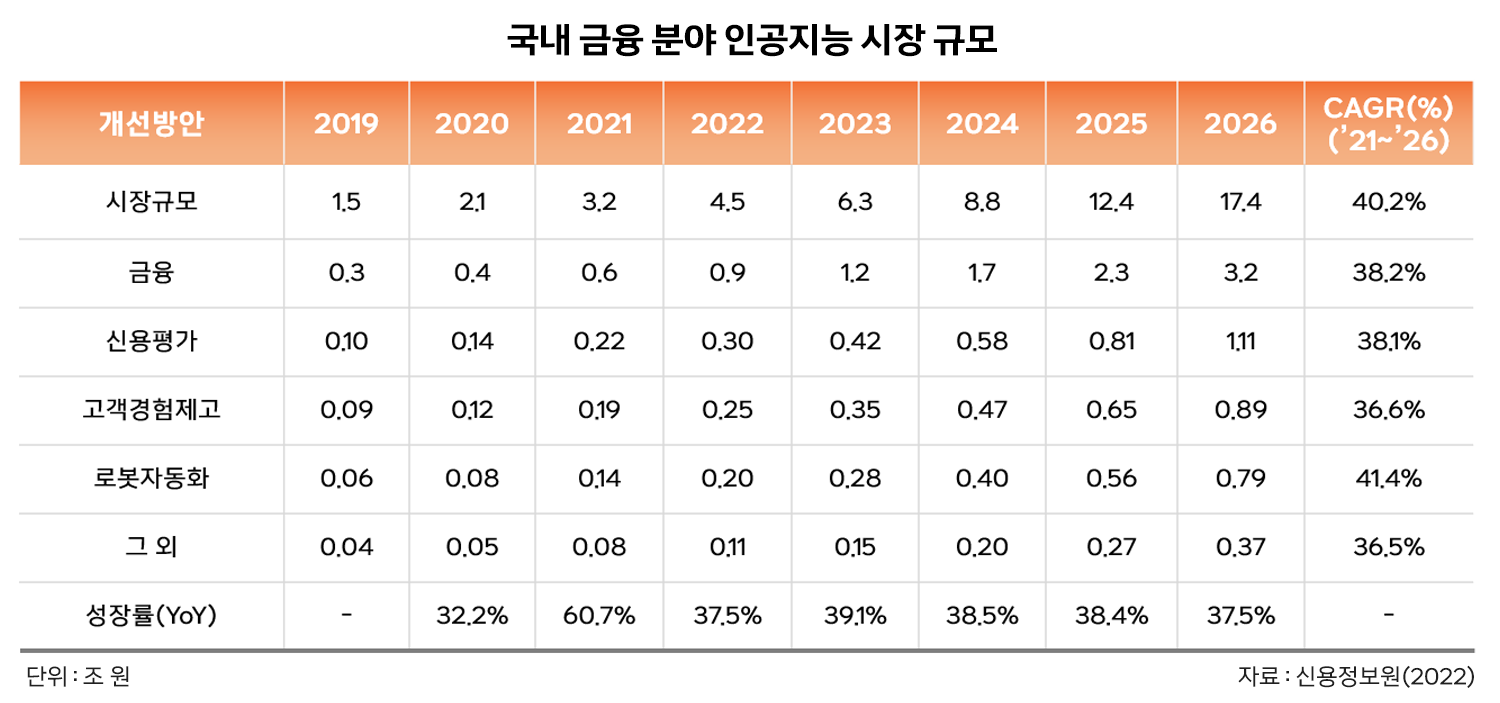 국내 금융 분야 인공지능 시장 규모
개선방안 2019 2020 2021 2022 2023 2024 2025 2026 CAGR(%) ('21~'26)
시장규모 1.5 2.1 3.2 4.5 6.3 8.8 12.4 17.4 40.2%
금융 0.3 0.4 0.6 0.9 1.2 1.7 2.3 3.2 38.2%
신용평가 0.10 0.14 0.22 0.30 0.42 0.58 0.81 1.11 38.1%
고객경험제고 0.09 0.12 0.19 0.25 0.35 0.47 0.65 0.89 36.6%
로봇자동화 0.06 0.08 0.14 0.20 0.28 0.40 0.56 0.79 41.4%
그 외 0.04 0.05 0.08 0.11 0.15 0.20 0.27 0.37 36.5%
성장률(YoY) - 32.2% 60.7% 37.5% 39.1% 38.5% 38.4% 37.5% -
단위 : 조 원 자료 : 신용정보원(2022)